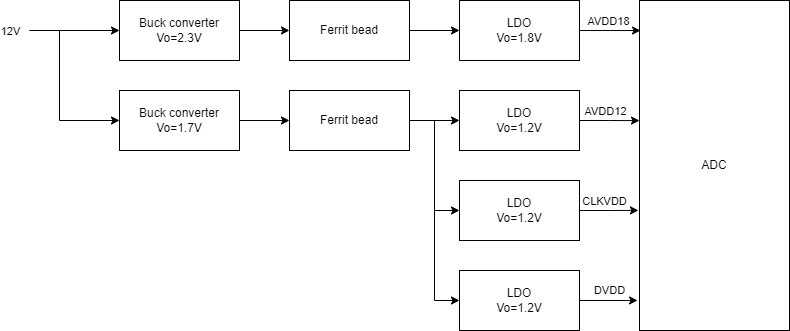 12V
Buck converter
Vo=2.3V
Ferrit bead
LDO
Vo=1.8V
AVDD18
Buck converter
Vo=1.7V
Ferrit bead
LDO
Vo=1.2V
AVDD12
ADC
LDO
Vo=1.2V
CLKVDD
LDO
Vo=1.2V
DVDD